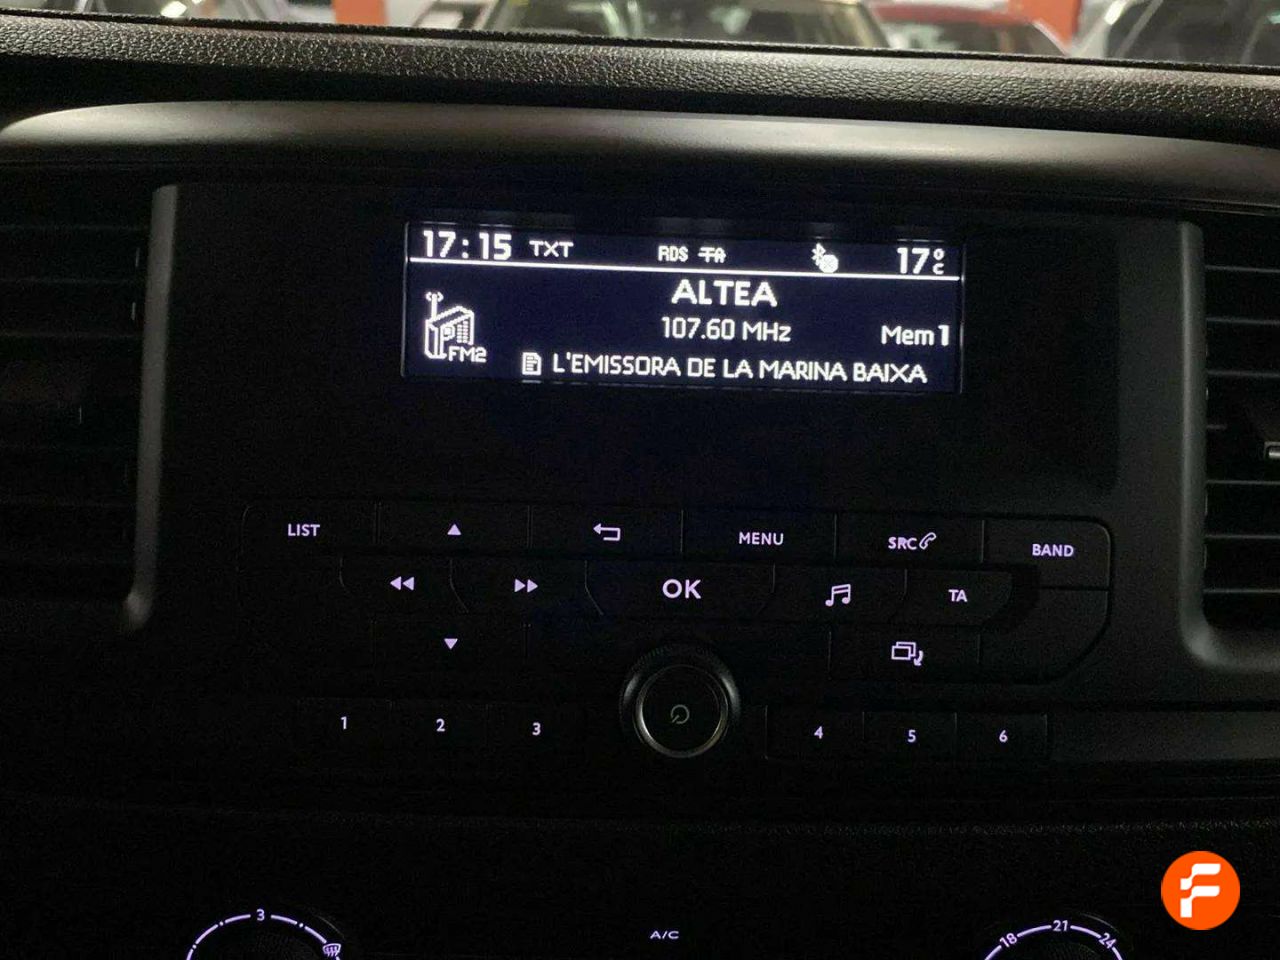 17:15 TXT RDS TA 17°C
ALTEA
107.60 MHz Mem 1
FM2
L'EMISSORA DE LA MARINA BAIXA
LIST MENU SRC BAND
OK TA
1 2 3 4 5 6
3 A/C 18 21 24
F